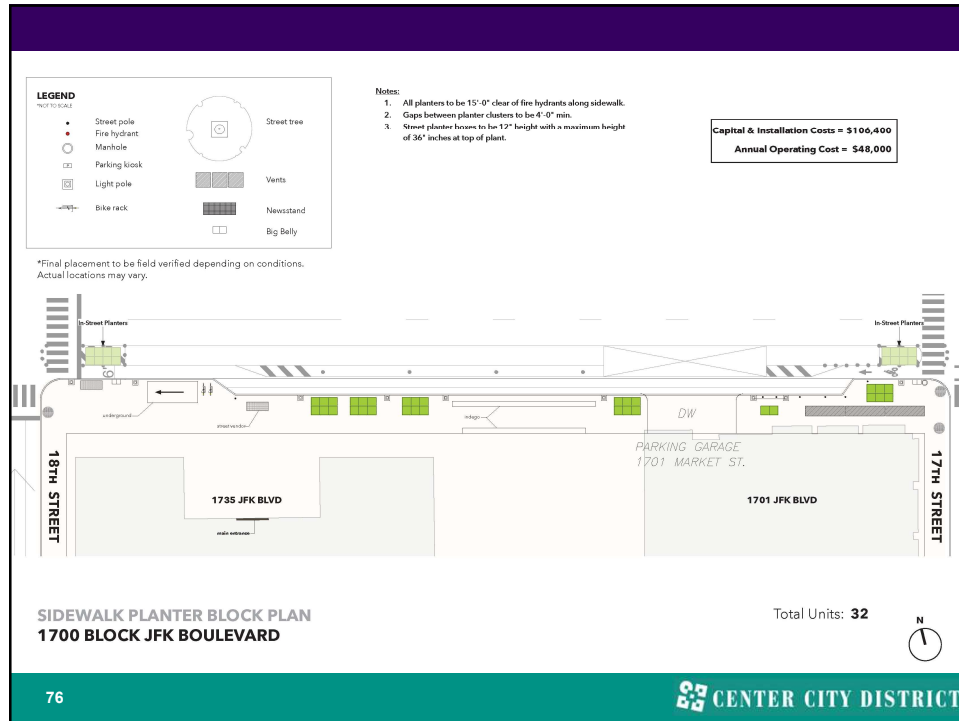 LEGEND
*NOT TO SCALE
Street pole
Fire hydrant
Manhole
Parking kiosk
Light pole
Bike rack
Street tree
Vents
Newsstand
Big Belly
Notes:
1. All planters to be 15'-0" clear of fire hydrants along sidewalk.
2. Gaps between planter clusters to be 4'-0" min.
3. Street planter boxes to be 12" height with a maximum height
of 36" inches at top of plant.
Capital & Installation Costs = $106,400
Annual Operating Cost = $48,000
*Final placement to be field verified depending on conditions.
Actual locations may vary.
In-Street Planters
In-Street Planters
underground
street vendor
indego
DW
PARKING GARAGE
1701 MARKET ST.
18TH STREET
1735 JFK BLVD
main entrance
1701 JFK BLVD
17TH STREET
SIDEWALK PLANTER BLOCK PLAN
1700 BLOCK JFK BOULEVARD
Total Units: 32
N
76
CENTER CITY DISTRICT